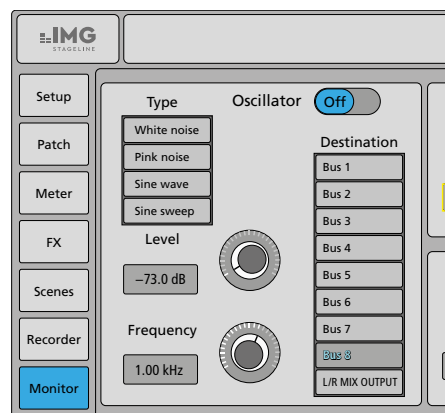 IMG
STAGELINE
Setup
Patch
Meter
FX
Scenes
Recorder
Monitor
Type
White noise
Pink noise
Sine wave
Sine sweep
Level
−73.0 dB
Frequency
1.00 kHz
Oscillator Off
Destination
Bus 1
Bus 2
Bus 3
Bus 4
Bus 5
Bus 6
Bus 7
Bus 8
L/R MIX OUTPUT